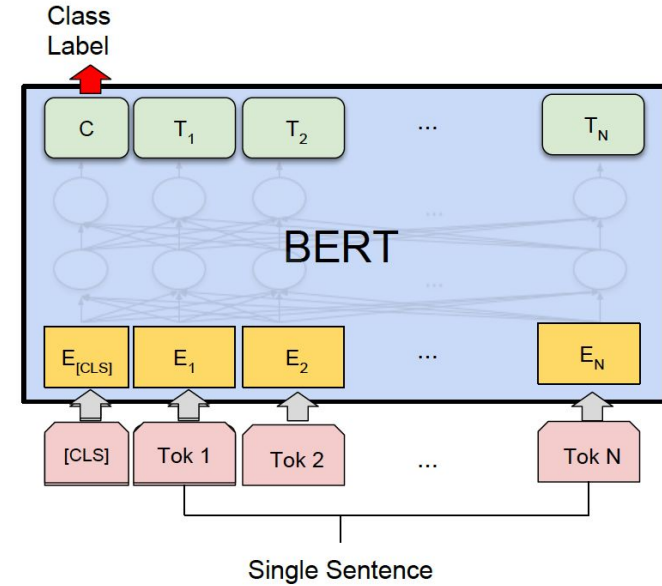 Class
Label
C T1 T2 ... TN
...
BERT
...
E[CLS] E1 E2 ... EN
[CLS] Tok 1 Tok 2 ... Tok N
Single Sentence